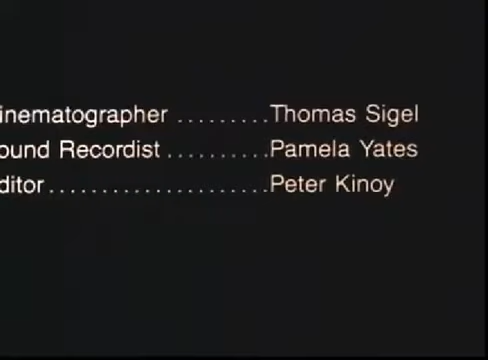 inematographer ..........Thomas Sigel
ound Recordist ..........Pamela Yates
ditor.......................Peter Kinoy